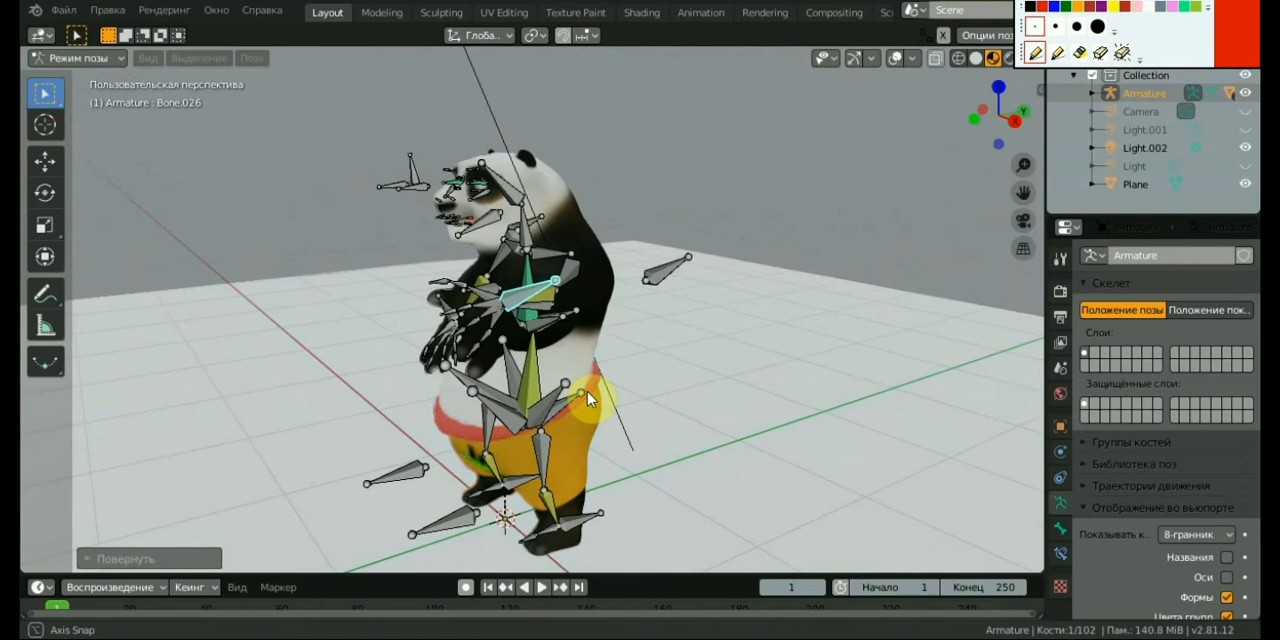 Файл Правка Рендеринг Окно Справка Layout Modeling Sculpting UV Editing Texture Paint Shading Animation Rendering Compositing Scene
Глоба... Опции поз
Режим позы Вид Выделение Поза
Пользовательская перспектива
(1) Armature : Bone.026
X
Y
Collection
Armature
Camera
Light.001
Light.002
Light
Plane
Armature
Скелет
Положение позы Положение пок..
Слои:
Защищённые слои:
Группы костей
Библиотека поз
Траектории движения
Отображение во вьюпорте
Показывать к.. 8-гранник
Названия
Оси
Формы
Цвета групп
Повернуть
Воспроизведение Кеинг Вид Маркер 1 Начало 1 Конец 250
Axis Snap Armature | Кости:1/102 | Пам.: 140.8 MiB | v2.81.12